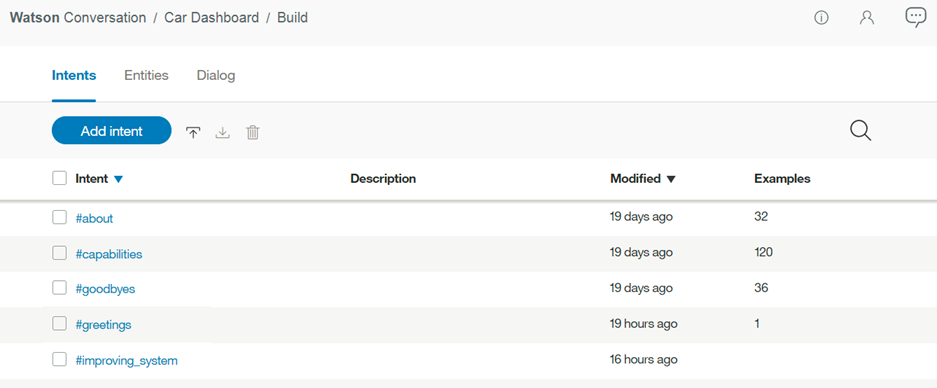 Watson Conversation / Car Dashboard / Build
Intents Entities Dialog
Add intent
Intent Description Modified Examples
#about 19 days ago 32
#capabilities 19 days ago 120
#goodbyes 19 days ago 36
#greetings 19 hours ago 1
#improving_system 16 hours ago